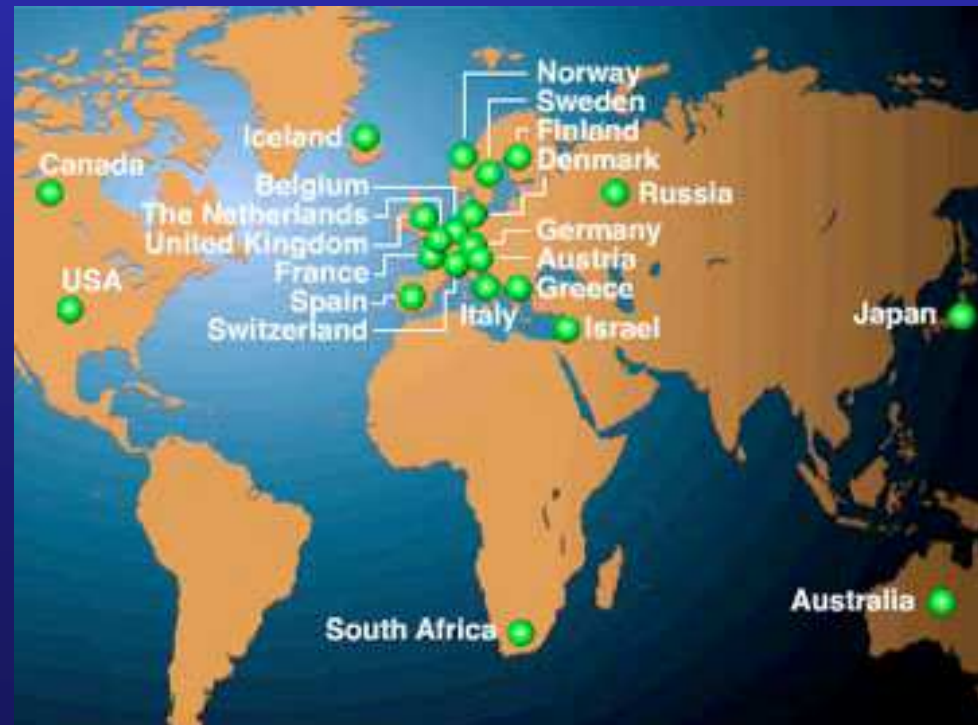 Norway
Sweden
Finland
Denmark
Iceland
Canada
Belgium
The Netherlands
United Kingdom
France
Spain
Switzerland
Russia
Germany
Austria
Greece
USA
Italy
Israel
Japan
Australia
South Africa